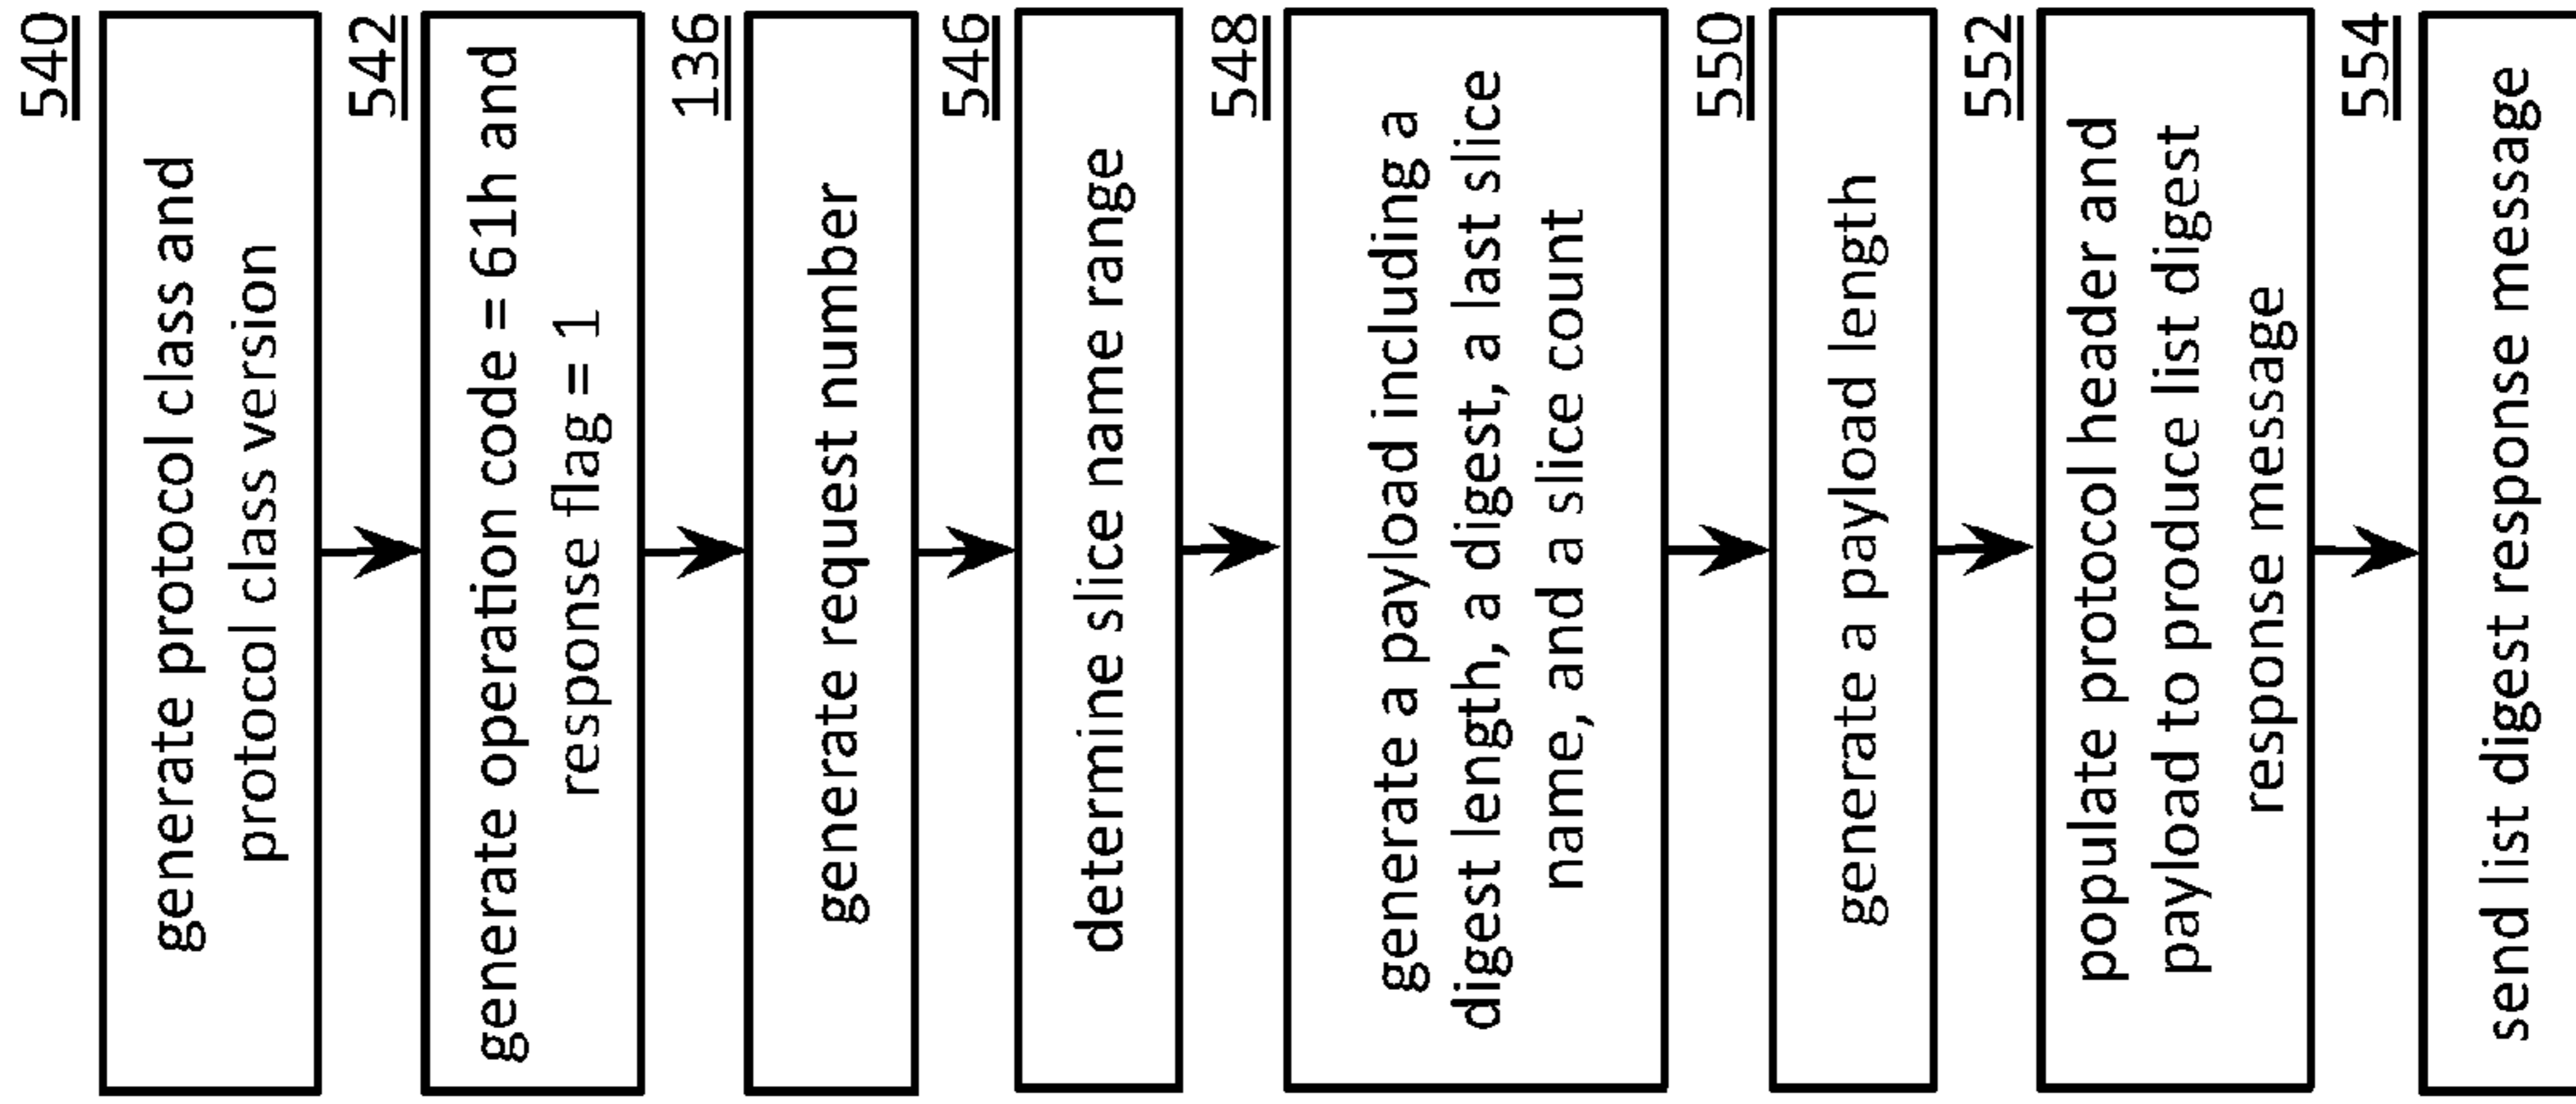 540
generate protocol class and
protocol class version
542
generate operation code = 61h and
response flag = 1
136
generate request number
546
determine slice name range
548
generate a payload including a
digest length, a digest, a last slice
name, and a slice count
550
generate a payload length
552
populate protocol header and
payload to produce list digest
response message
554
send list digest response message